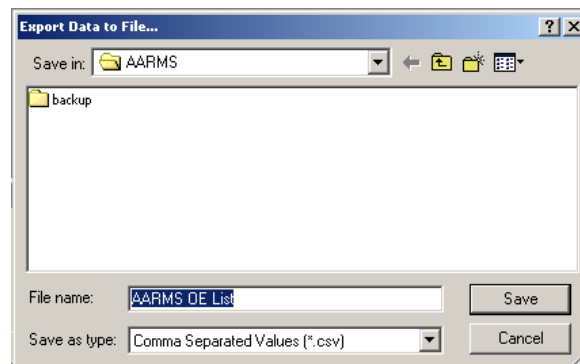 Export Data to File...
Save in: AARMS
backup
File name: AARMS OE List Save
Save as type: Comma Separated Values (*.csv) Cancel